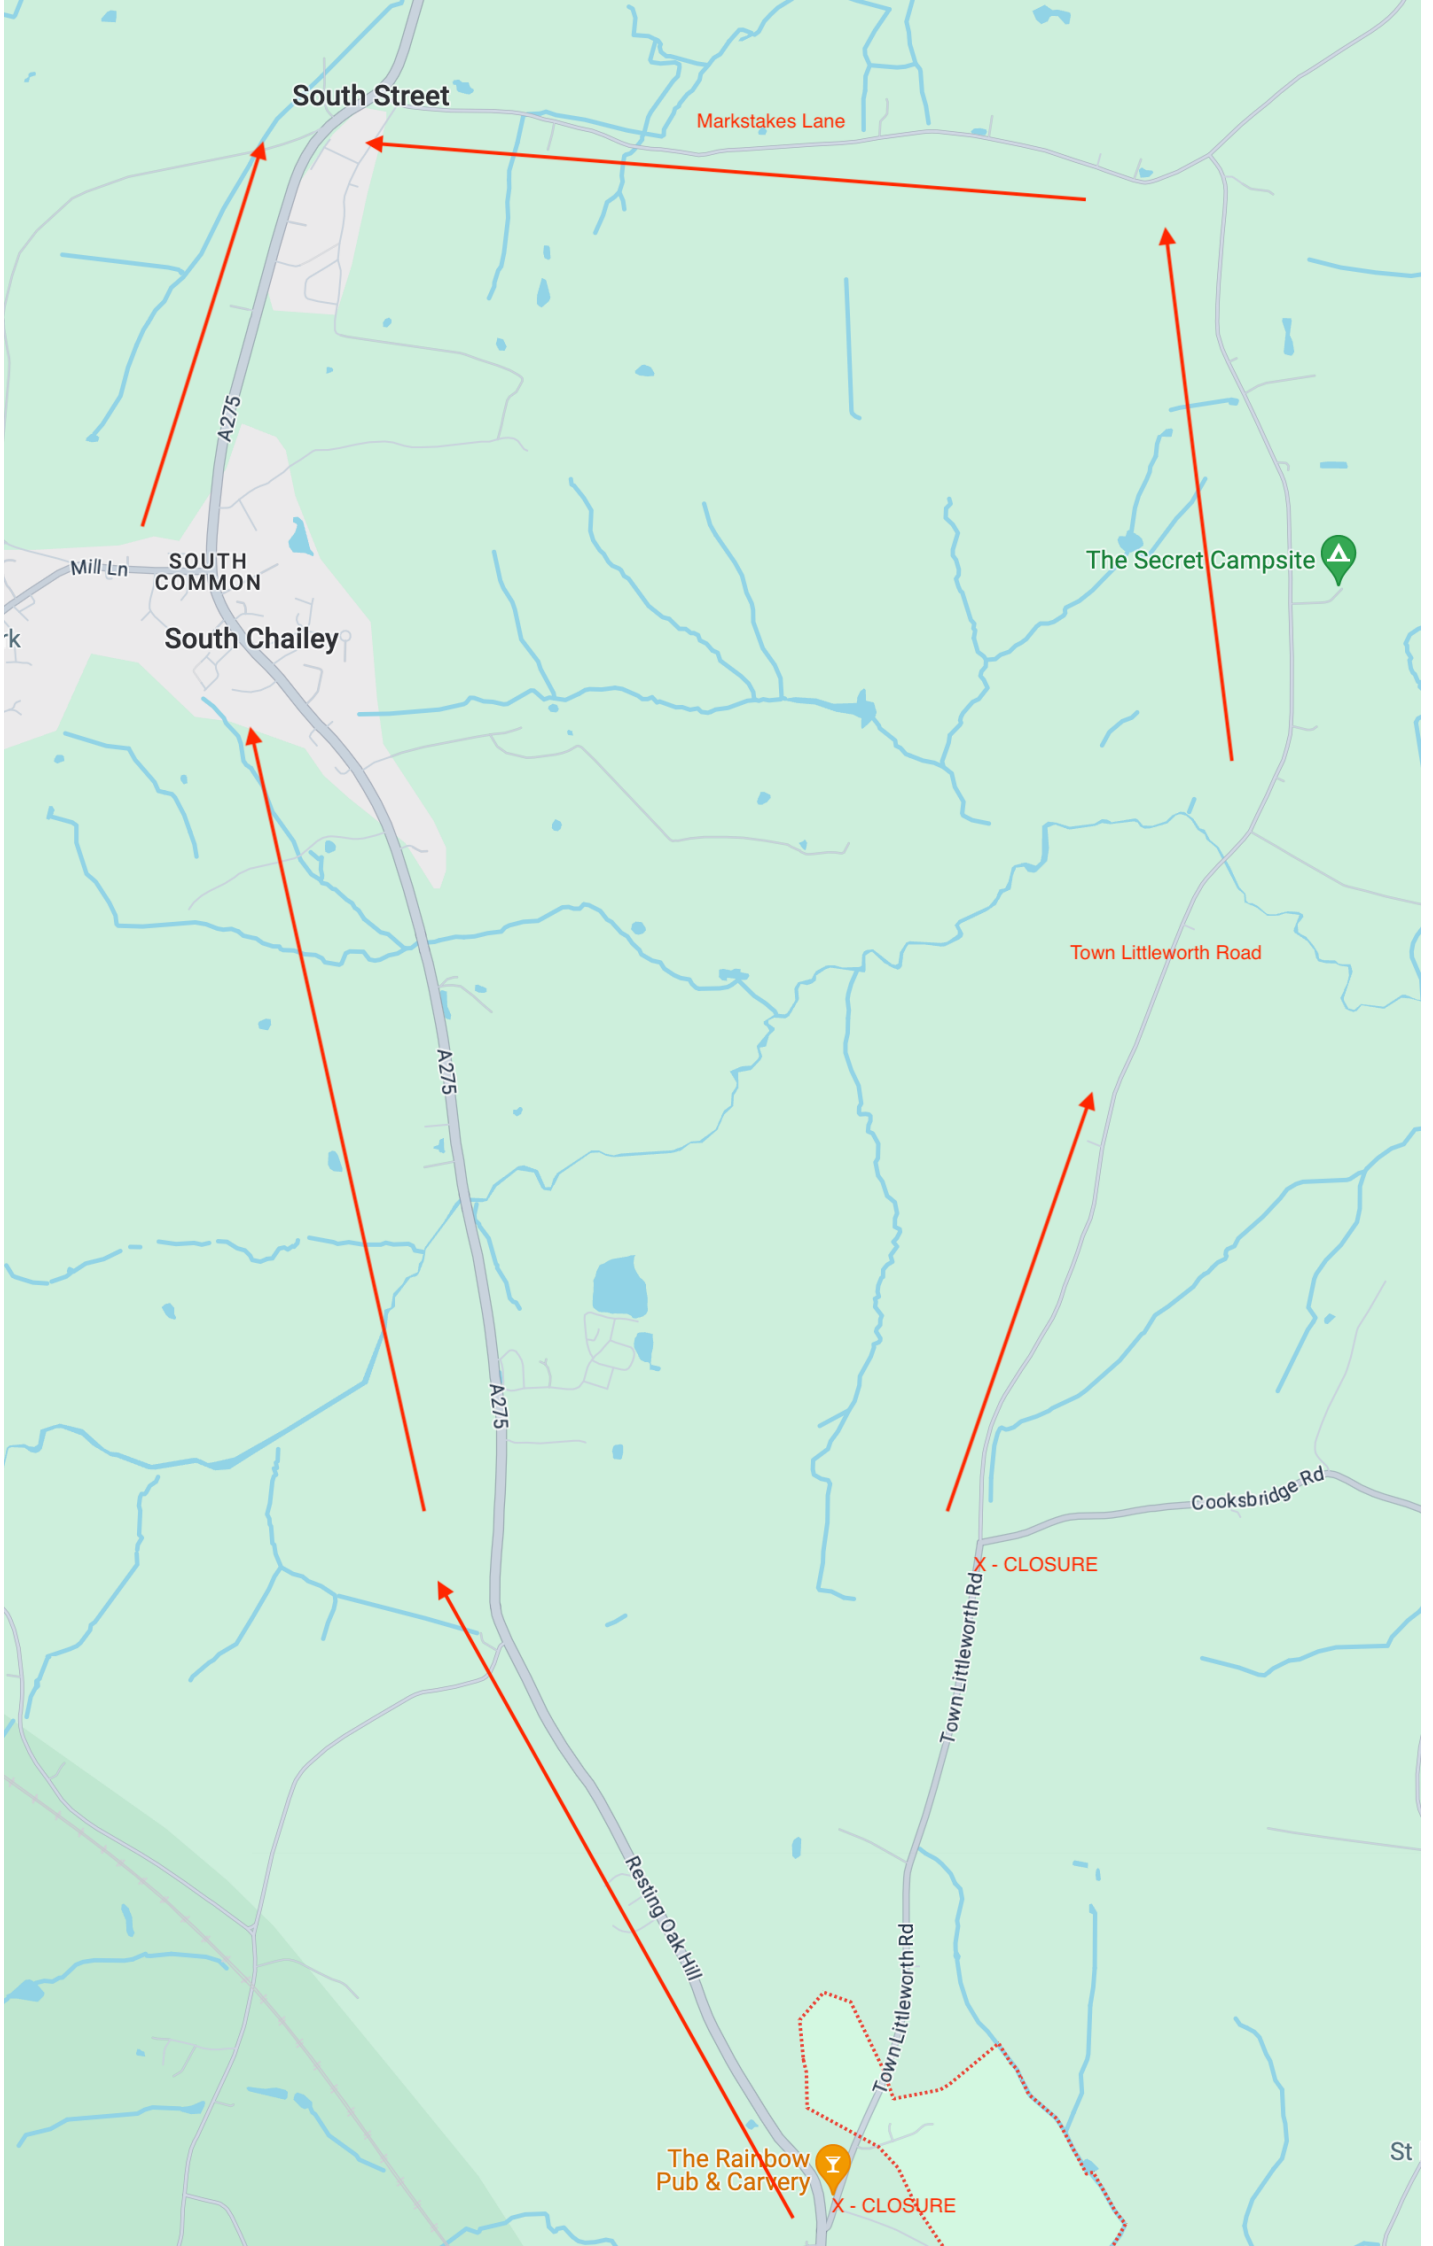 South Street
Markstakes Lane
A275
Mill Ln
SOUTH
COMMON
The Secret Campsite
rk
South Chailey
Town Littleworth Road
A275
A275
Cooksbridge Rd
X - CLOSURE
Town Littleworth Rd
Resting Oak Hill
Town Littleworth Rd
The Rainbow
Pub & Carvery
St
X - CLOSURE